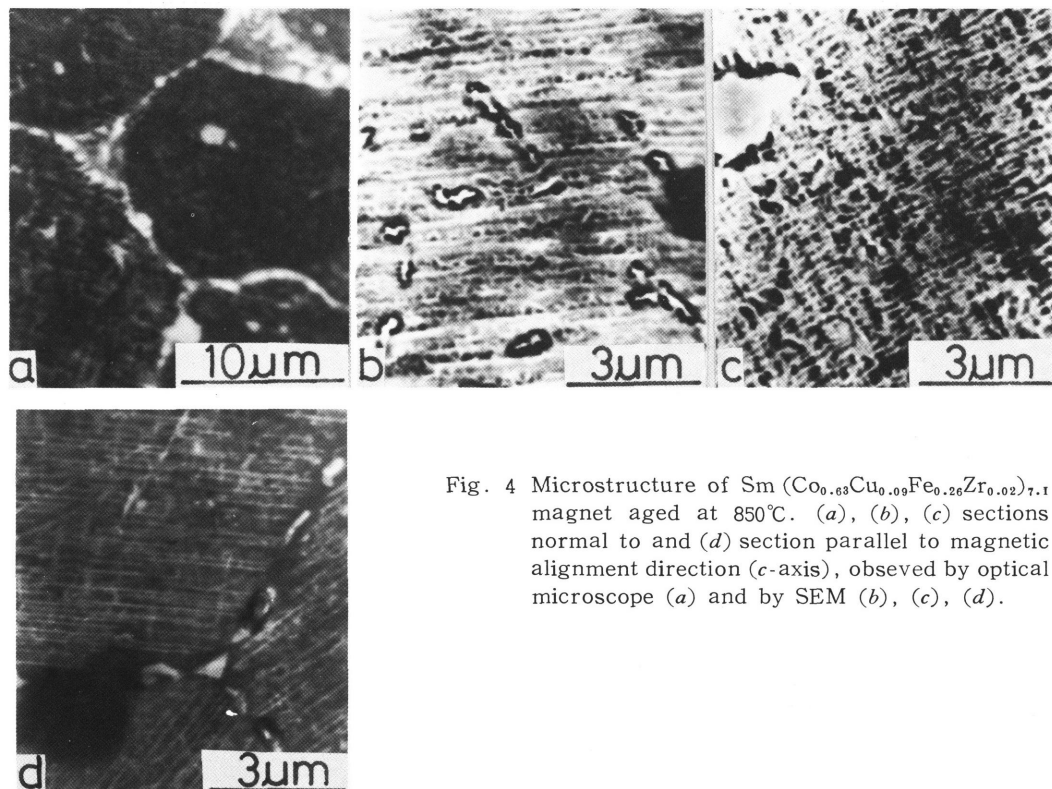 a
10μm
b
3μm
c
3μm
d
3μm
Fig. 4 Microstructure of Sm (Co₀.₆₃Cu₀.₀₉Fe₀.₂₆Zr₀.₀₂)₇.₁
magnet aged at 850℃. (a), (b), (c) sections
normal to and (d) section parallel to magnetic
alignment direction (c-axis), obseved by optical
microscope (a) and by SEM (b), (c), (d).